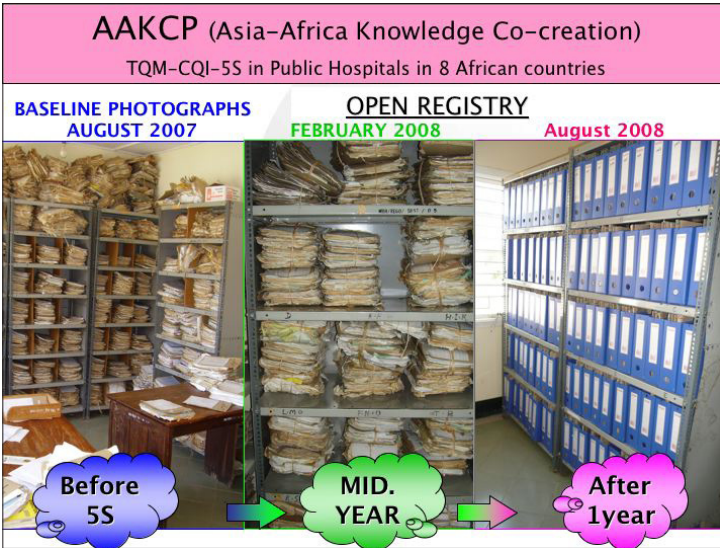 AAKCP (Asia-Africa Knowledge Co-creation)
TQM-CQI-5S in Public Hospitals in 8 African countries
BASELINE PHOTOGRAPHS
AUGUST 2007
OPEN REGISTRY
FEBRUARY 2008
August 2008
Before
5S
MID.
YEAR
After
1year